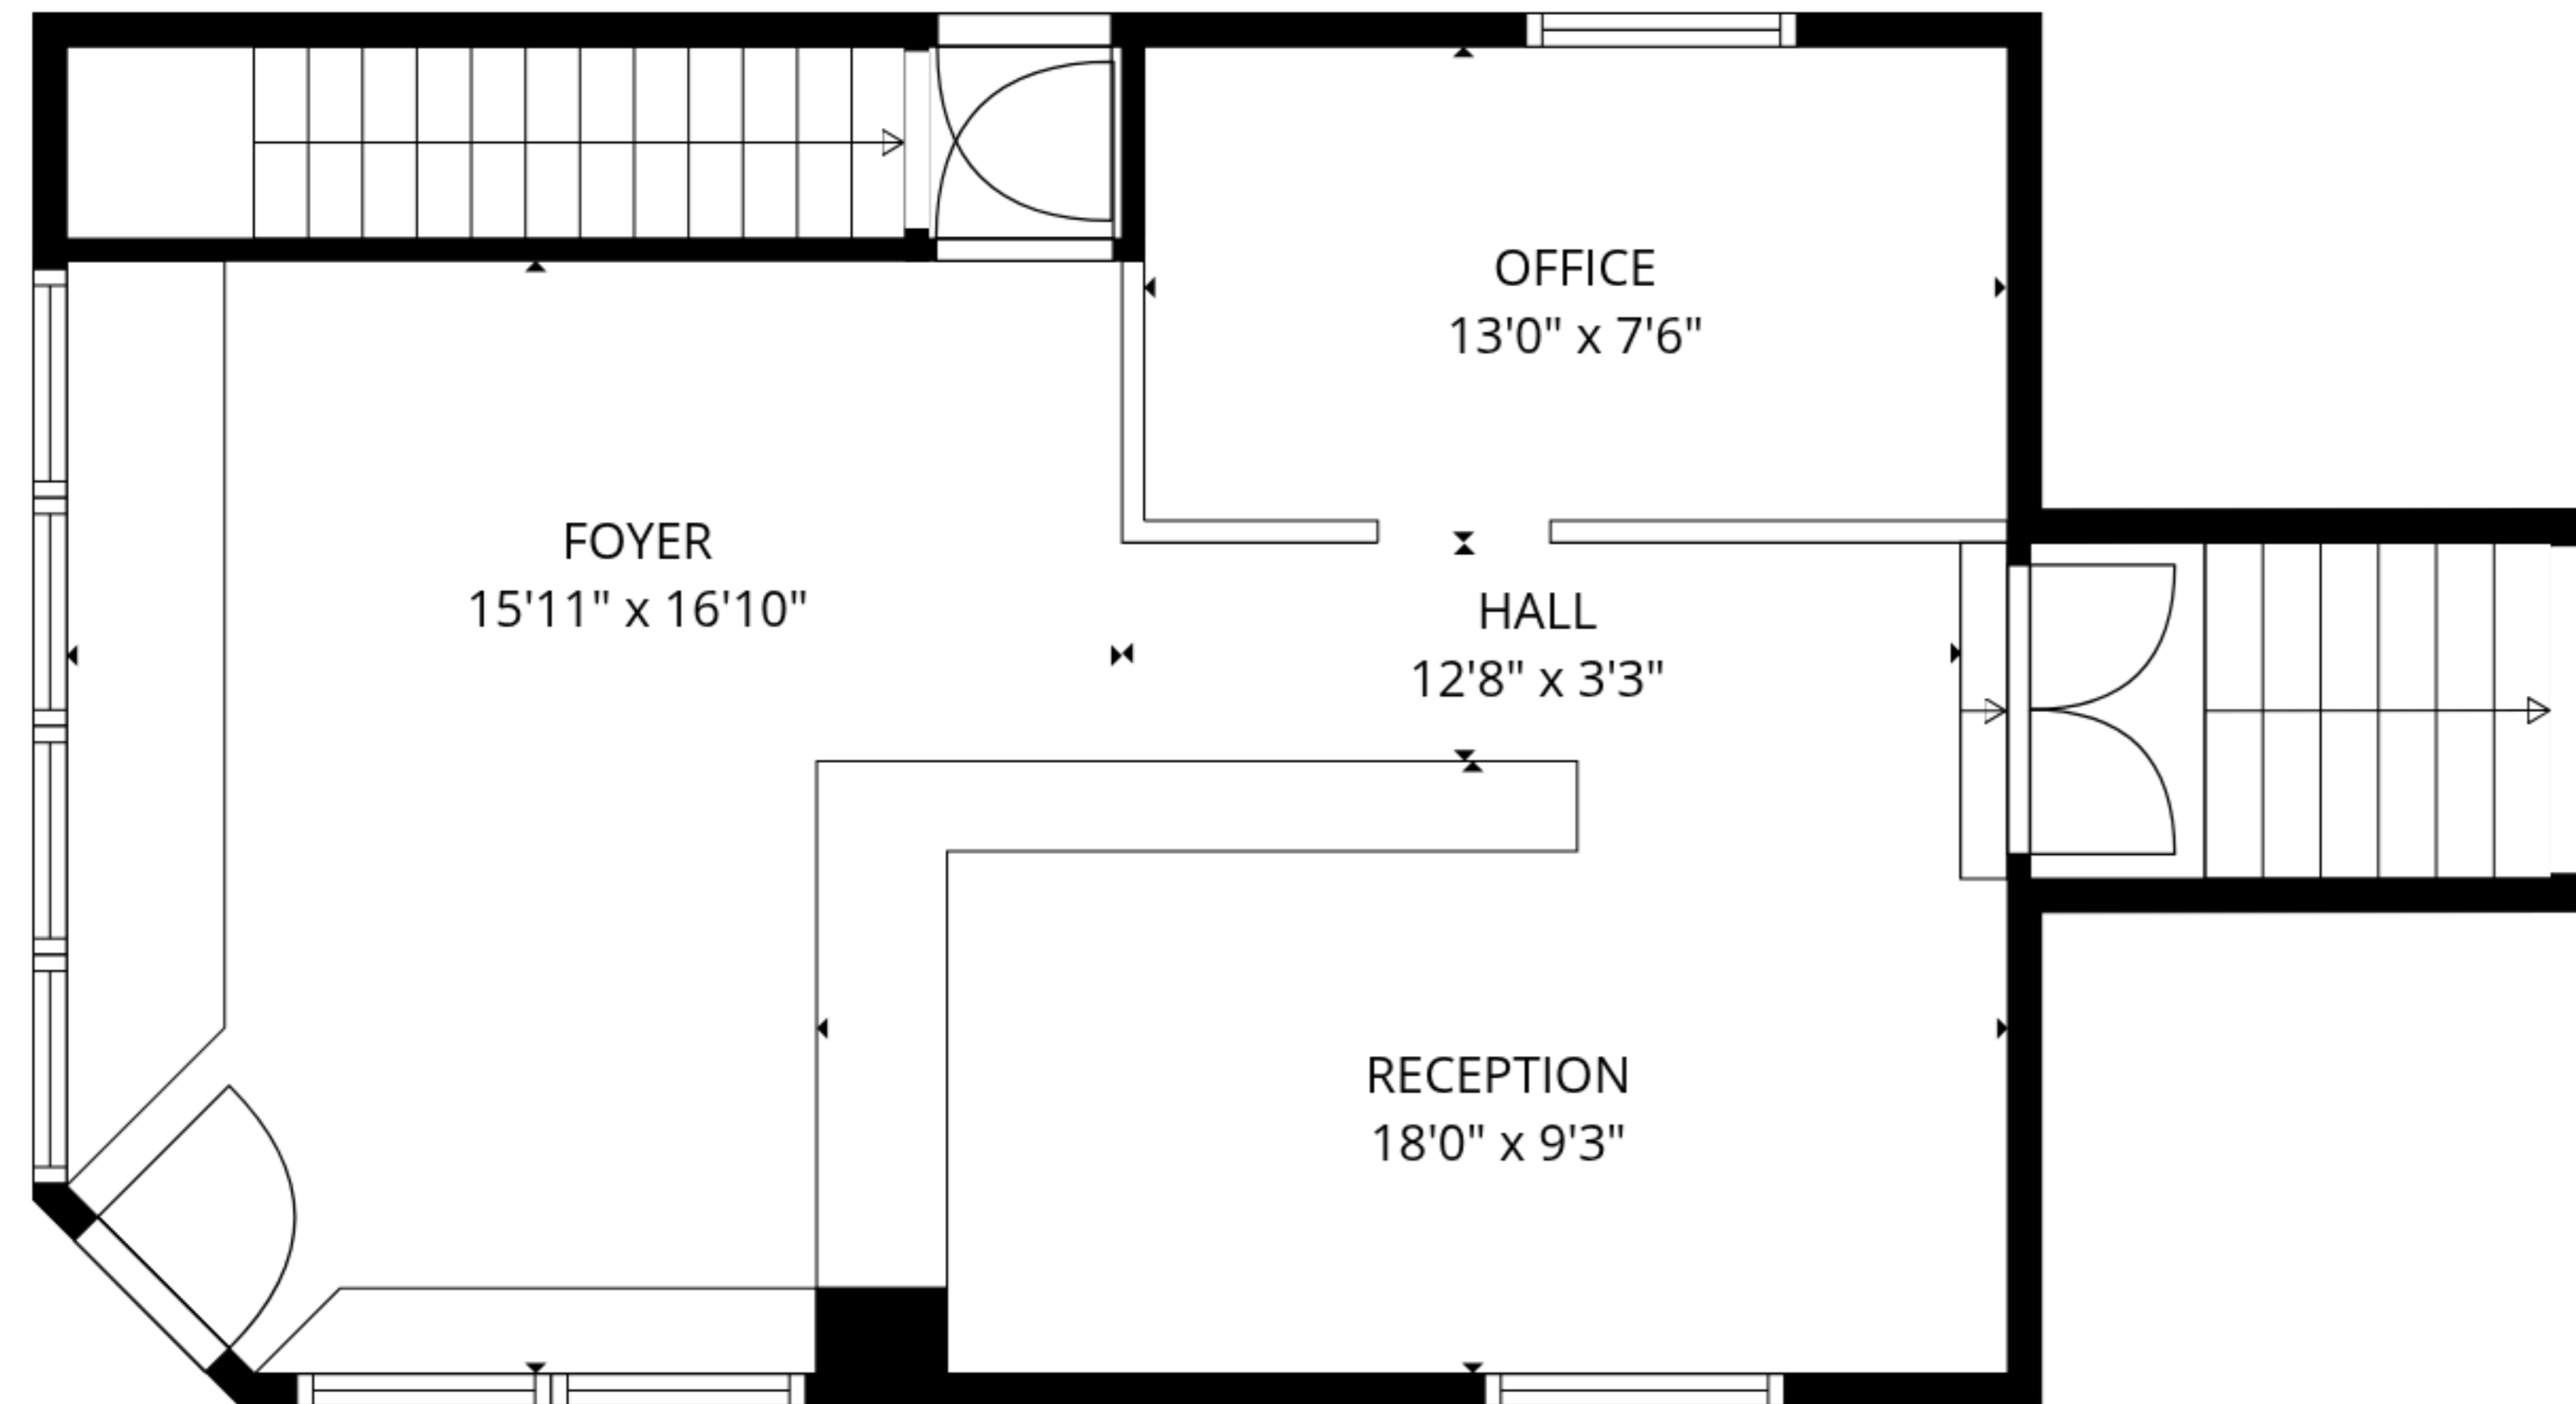 OFFICE
13'0" x 7'6"
FOYER
15'11" x 16'10"
HALL
12'8" x 3'3"
RECEPTION
18'0" x 9'3"